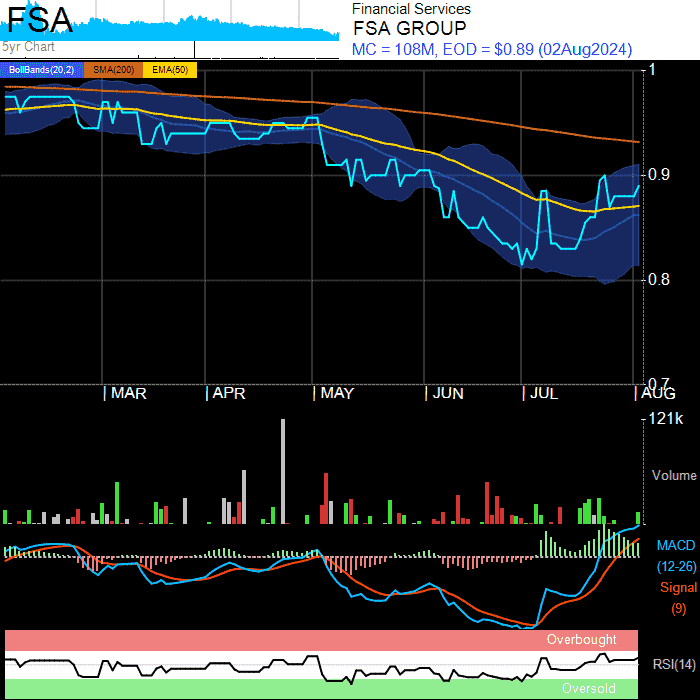 FSA
5yr Chart
Financial Services
FSA GROUP
MC = 108M, EOD = $0.89 (02Aug2024)
BollBands(20,2) SMA(200) EMA(50)
1
0.9
0.8
0.7
MAR APR MAY JUN JUL AUG
121k
Volume
MACD
(12-26)
Signal
(9)
Overbought
RSI(14)
Oversold